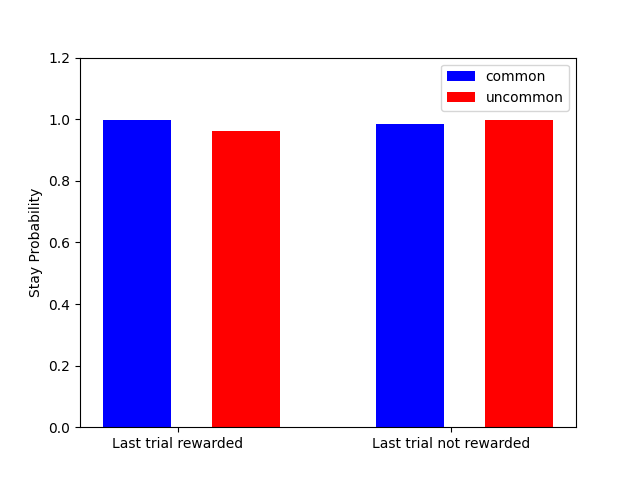 1.2
1.0
0.8
0.6
0.4
0.2
0.0
Stay Probability
common
uncommon
Last trial rewarded
Last trial not rewarded